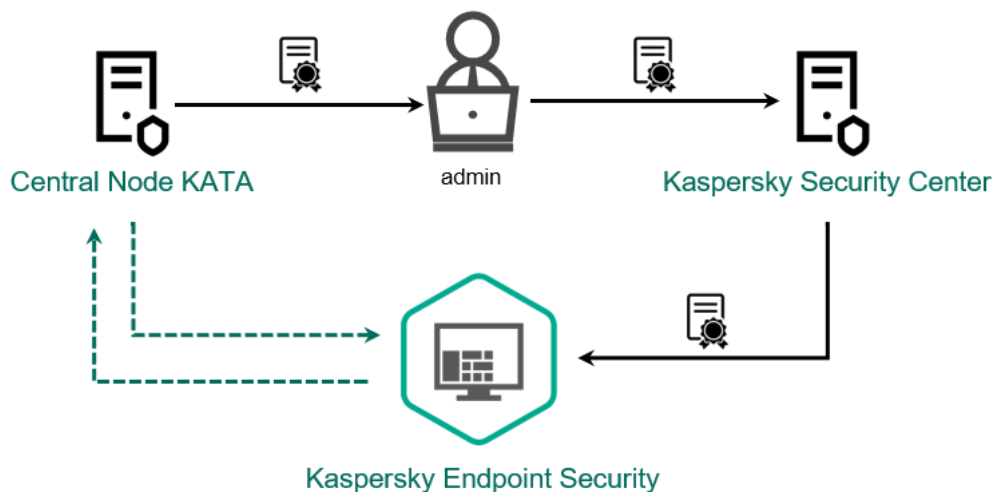 Central Node KATA
admin
Kaspersky Security Center
Kaspersky Endpoint Security